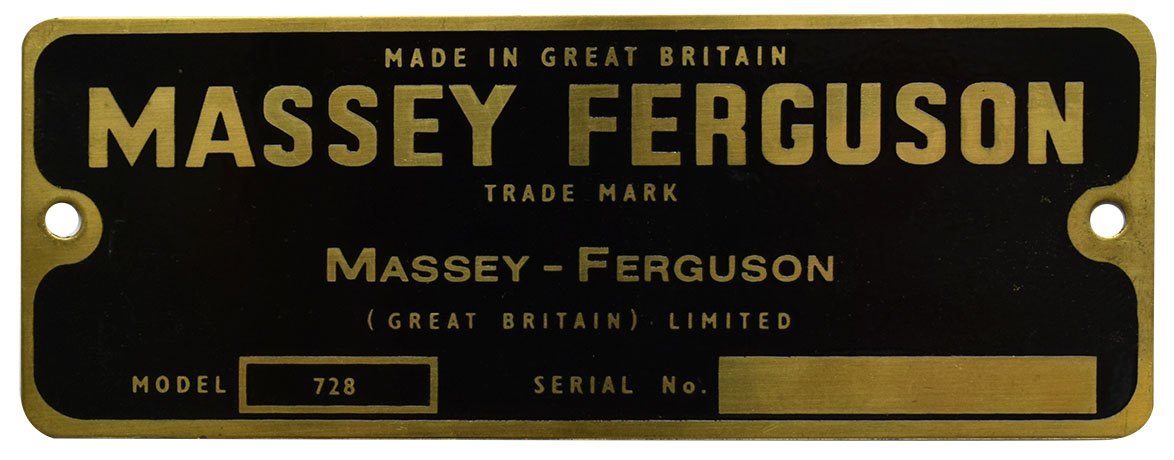 MADE IN GREAT BRITAIN
MASSEY FERGUSON
TRADE MARK
MASSEY - FERGUSON
(GREAT BRITAIN) LIMITED
MODEL 728 SERIAL No.